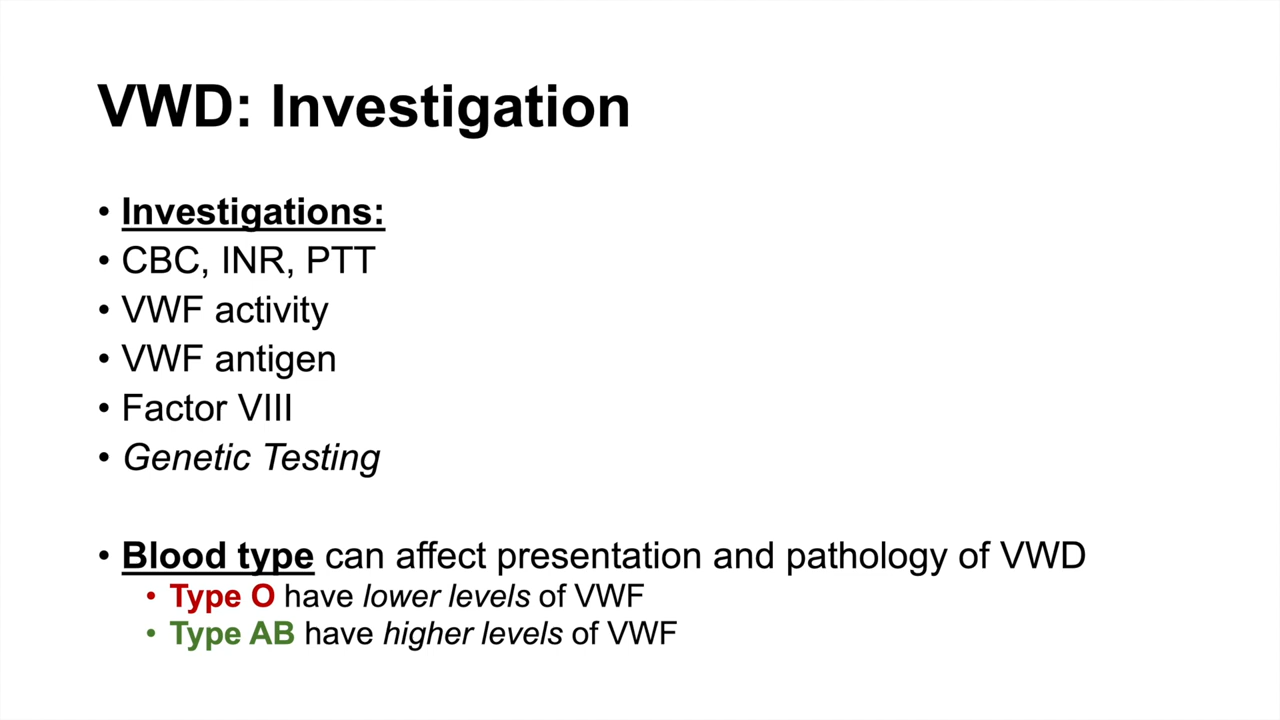 VWD: Investigation
• Investigations:
• CBC, INR, PTT
• VWF activity
• VWF antigen
• Factor VIII
• Genetic Testing
• Blood type can affect presentation and pathology of VWD
• Type O have lower levels of VWF
• Type AB have higher levels of VWF